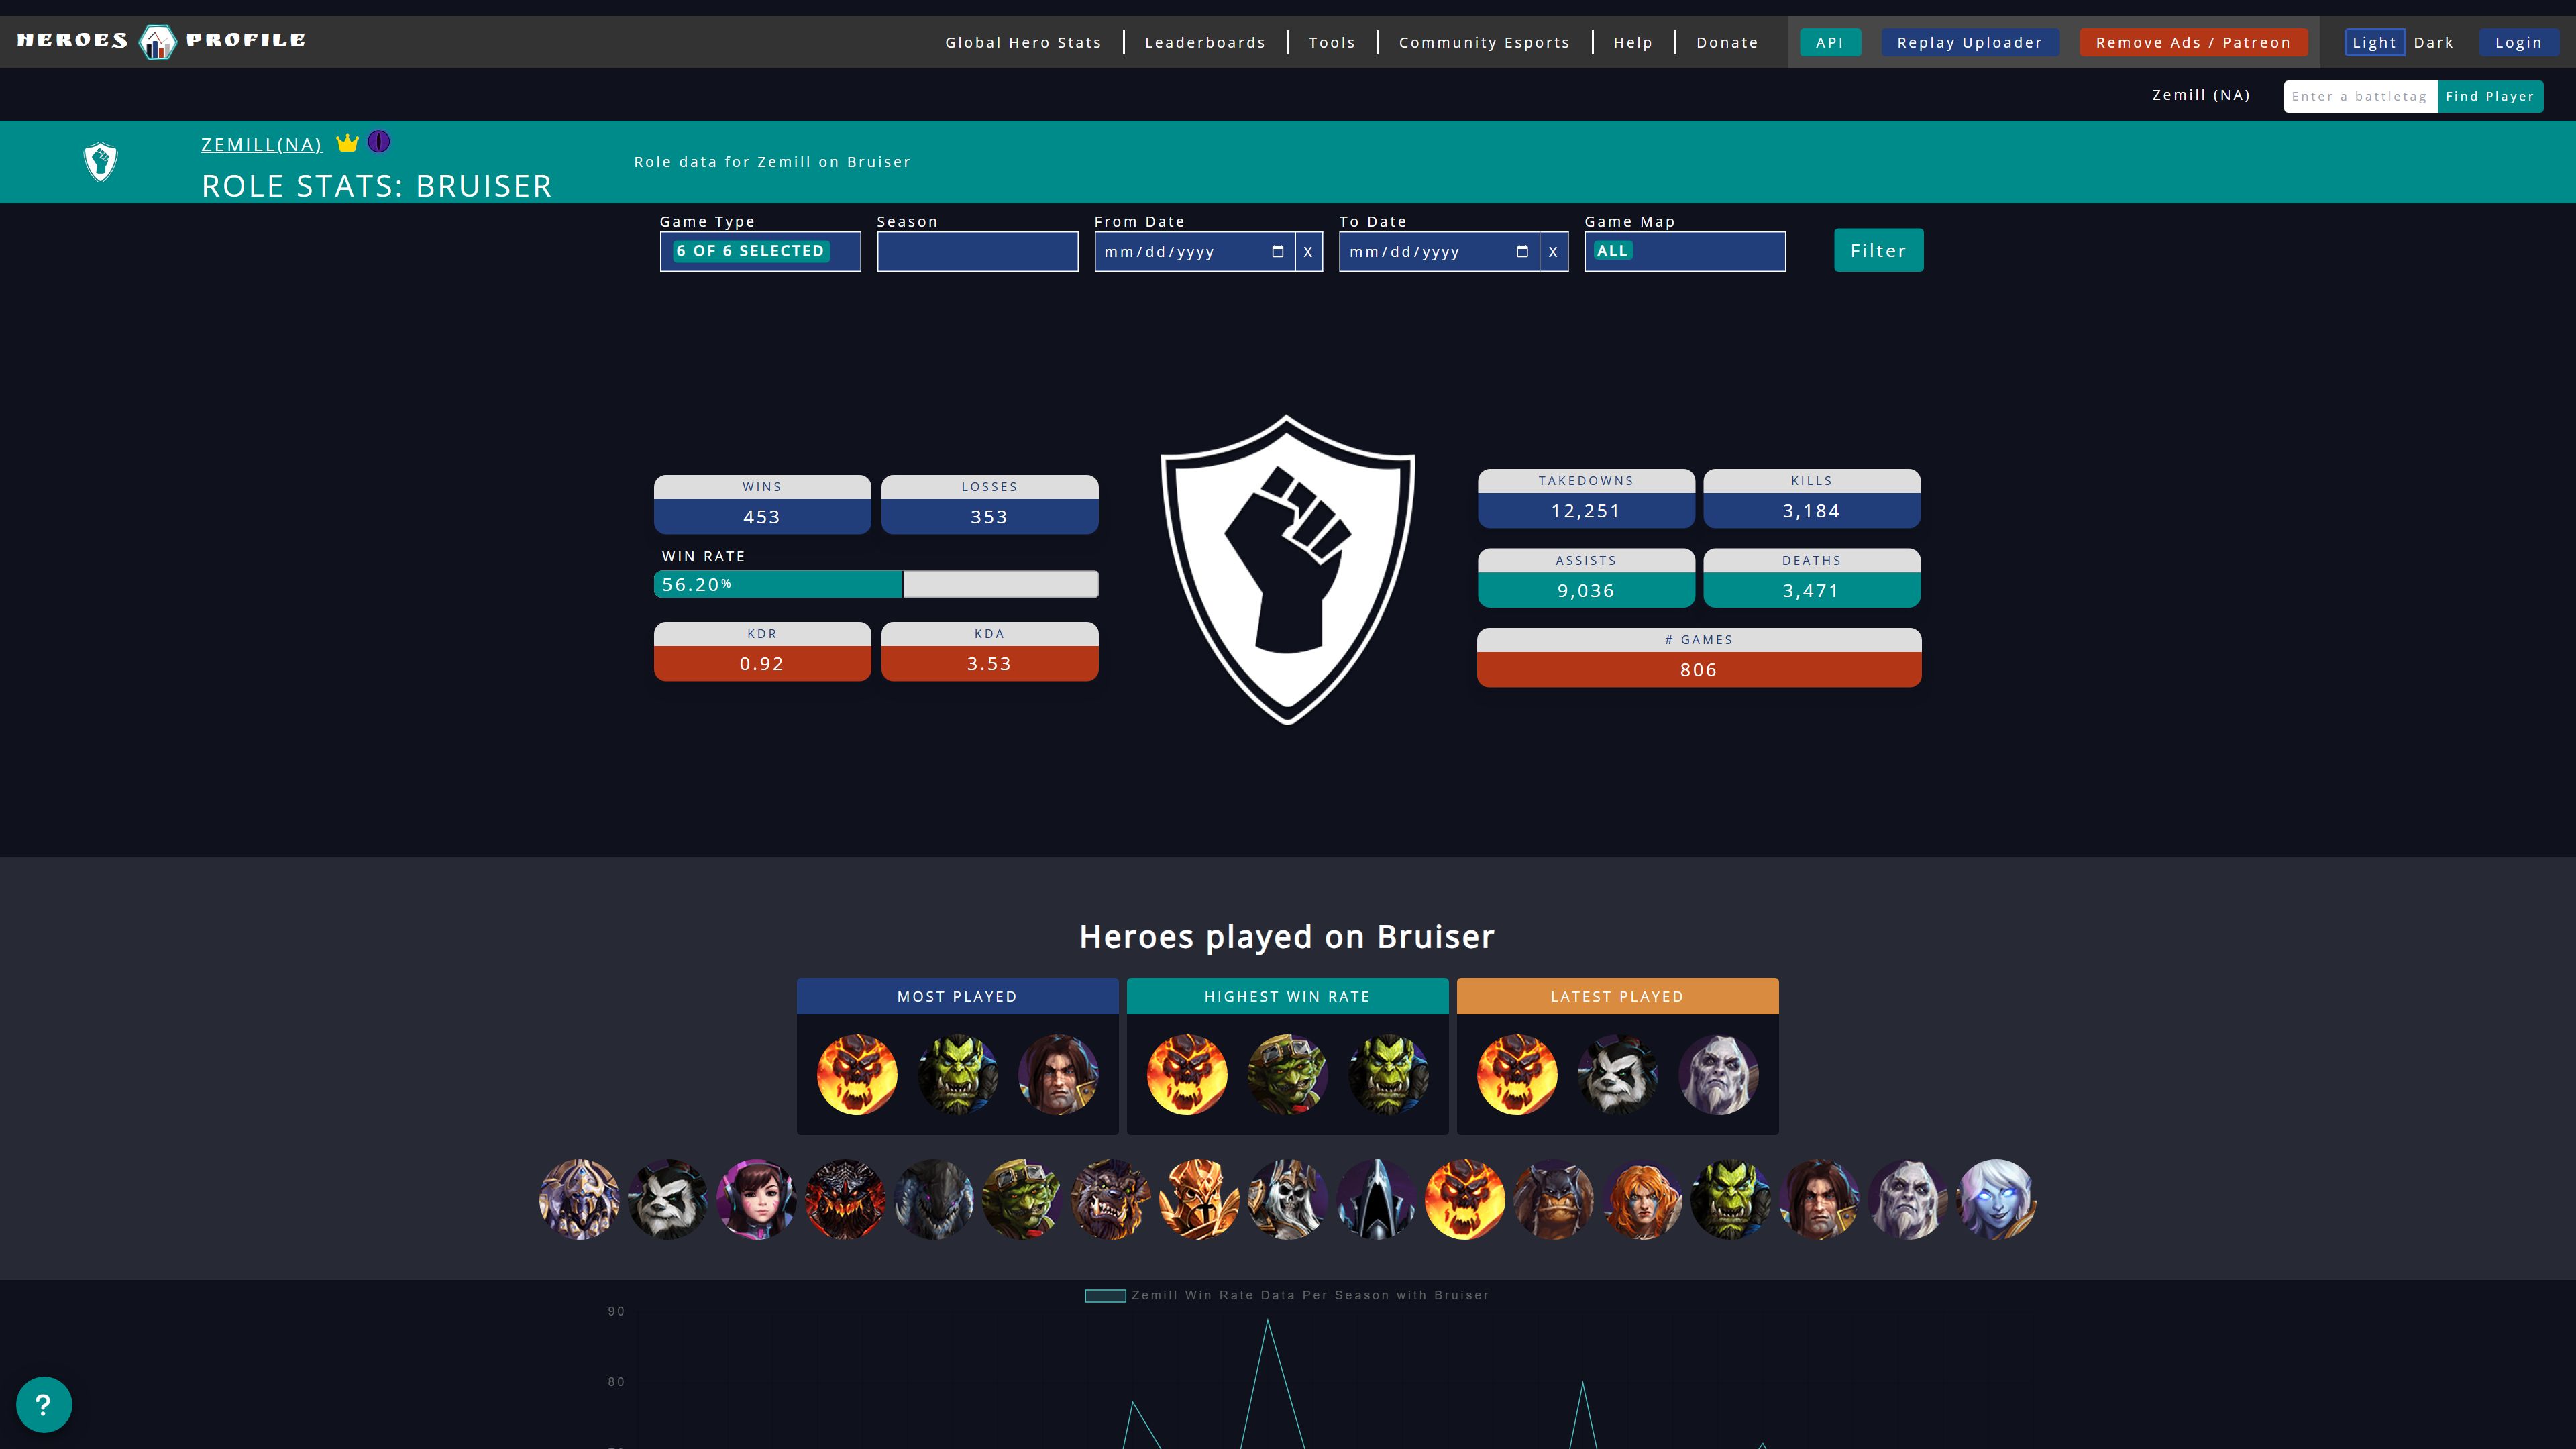 HEROES PROFILE
Global Hero Stats
Leaderboards
Tools
Community Esports
Help
Donate
API
Replay Uploader
Remove Ads / Patreon
Light
Dark
Login
Zemill (NA)
Enter a battletag
Find Player
ZEMILL(NA)
ROLE STATS: BRUISER
Role data for Zemill on Bruiser
Game Type
Season
From Date
To Date
Game Map
6 OF 6 SELECTED
mm/dd/yyyy
X
mm/dd/yyyy
X
ALL
Filter
WINS
453
LOSSES
353
WIN RATE
56.20%
KDR
0.92
KDA
3.53
TAKEDOWNS
12,251
KILLS
3,184
ASSISTS
9,036
DEATHS
3,471
# GAMES
806
Heroes played on Bruiser
MOST PLAYED
HIGHEST WIN RATE
LATEST PLAYED
Zemill Win Rate Data Per Season with Bruiser
90
80
?